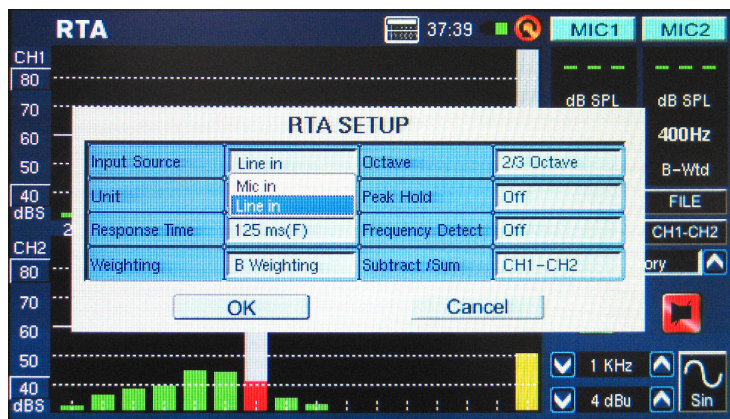 RTA 37:39 MIC1 MIC2
CH1
80
70
60
50
40
dBS
dB SPL dB SPL
400Hz
B-Wtd
FILE
CH1-CH2
RTA SETUP
Input Source Line in Octave 2/3 Octave
Mic in
Line in
Unit Peak Hold Off
Response Time 125 ms(F) Frequency Detect Off
Weighting B Weighting Subtract /Sum CH1-CH2
OK Cancel
2
ory
CH2
80
70
60
50
40
dBS
1 KHz
4 dBu
Sin